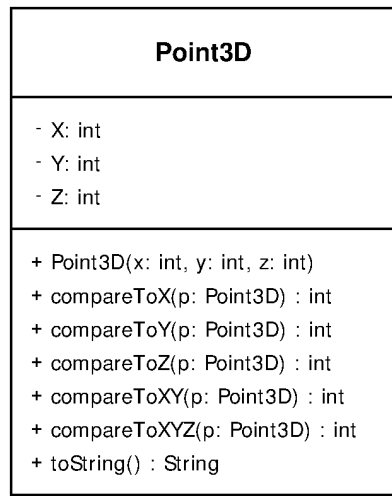 Point3D
- X: int
- Y: int
- Z: int
+ Point3D(x: int, y: int, z: int)
+ compareToX(p: Point3D) : int
+ compareToY(p: Point3D) : int
+ compareToZ(p: Point3D) : int
+ compareToXY(p: Point3D) : int
+ compareToXYZ(p: Point3D) : int
+ toString() : String